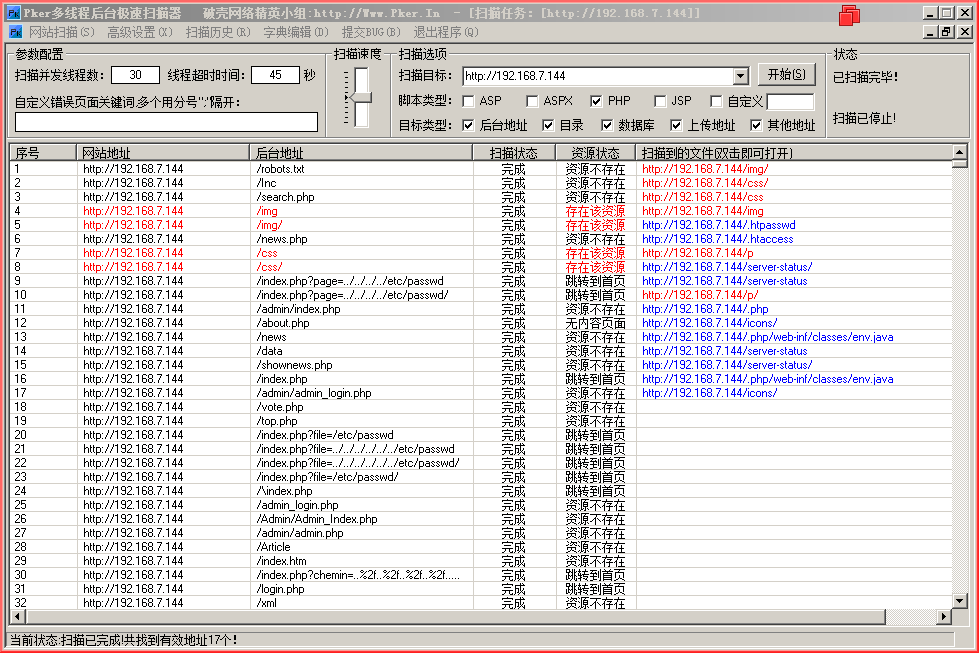 Pker多线程后台极速扫描器 破壳网络精英小组:http://Www.Pker.In - [扫描任务: [http://192.168.7.144]]
网站扫描(S) 高级设置(X) 扫描历史(R) 字典编辑(D) 提交BUG(B) 退出程序(Q)
参数配置 扫描速度 扫描选项 状态
扫描并发线程数: 30 线程超时时间: 45 秒 扫描目标: http://192.168.7.144 开始(S) 已扫描完毕!
自定义错误页面关键词,多个用分号";"隔开: 脚本类型: ASP ASPX PHP JSP 自定义
目标类型: 后台地址 目录 数据库 上传地址 其他地址 扫描已停止!
序号 网站地址 后台地址 扫描状态 资源状态 扫描到的文件(双击即可打开)
1 http://192.168.7.144 /robots.txt 完成 资源不存在 http://192.168.7.144/img/
2 http://192.168.7.144 /Inc 完成 资源不存在 http://192.168.7.144/css/
3 http://192.168.7.144 /search.php 完成 资源不存在 http://192.168.7.144/css
4 http://192.168.7.144 /img 完成 存在该资源 http://192.168.7.144/img
5 http://192.168.7.144 /img/ 完成 存在该资源 http://192.168.7.144/.htpasswd
6 http://192.168.7.144 /news.php 完成 资源不存在 http://192.168.7.144/.htaccess
7 http://192.168.7.144 /css 完成 存在该资源 http://192.168.7.144/p
8 http://192.168.7.144 /css/ 完成 存在该资源 http://192.168.7.144/server-status/
9 http://192.168.7.144 /index.php?page=../../../../etc/passwd 完成 跳转到首页 http://192.168.7.144/server-status
10 http://192.168.7.144 /index.php?page=../../../../etc/passwd/ 完成 跳转到首页 http://192.168.7.144/p/
11 http://192.168.7.144 /admin/index.php 完成 资源不存在 http://192.168.7.144/.php
12 http://192.168.7.144 /about.php 完成 无内容页面 http://192.168.7.144/icons/
13 http://192.168.7.144 /news 完成 资源不存在 http://192.168.7.144/.php/web-inf/classes/env.java
14 http://192.168.7.144 /data 完成 资源不存在 http://192.168.7.144/server-status
15 http://192.168.7.144 /shownews.php 完成 资源不存在 http://192.168.7.144/server-status/
16 http://192.168.7.144 /index.php 完成 跳转到首页 http://192.168.7.144/.php/web-inf/classes/env.java
17 http://192.168.7.144 /admin/admin_login.php 完成 资源不存在 http://192.168.7.144/icons/
18 http://192.168.7.144 /vote.php 完成 资源不存在
19 http://192.168.7.144 /top.php 完成 资源不存在
20 http://192.168.7.144 /index.php?file=/etc/passwd 完成 跳转到首页
21 http://192.168.7.144 /index.php?file=../../../../../../etc/passwd 完成 跳转到首页
22 http://192.168.7.144 /index.php?file=../../../../../../etc/passwd/ 完成 跳转到首页
23 http://192.168.7.144 /index.php?file=/etc/passwd/ 完成 跳转到首页
24 http://192.168.7.144 /\index.php 完成 跳转到首页
25 http://192.168.7.144 /admin_login.php 完成 资源不存在
26 http://192.168.7.144 /Admin/Admin_Index.php 完成 资源不存在
27 http://192.168.7.144 /admin/admin.php 完成 资源不存在
28 http://192.168.7.144 /Article 完成 资源不存在
29 http://192.168.7.144 /index.htm 完成 资源不存在
30 http://192.168.7.144 /index.php?chemin=..%2f..%2f..%2f..%2f..... 完成 跳转到首页
31 http://192.168.7.144 /login.php 完成 跳转到首页
32 http://192.168.7.144 /xml 完成 资源不存在
当前状态:扫描已完成!共找到有效地址17个!